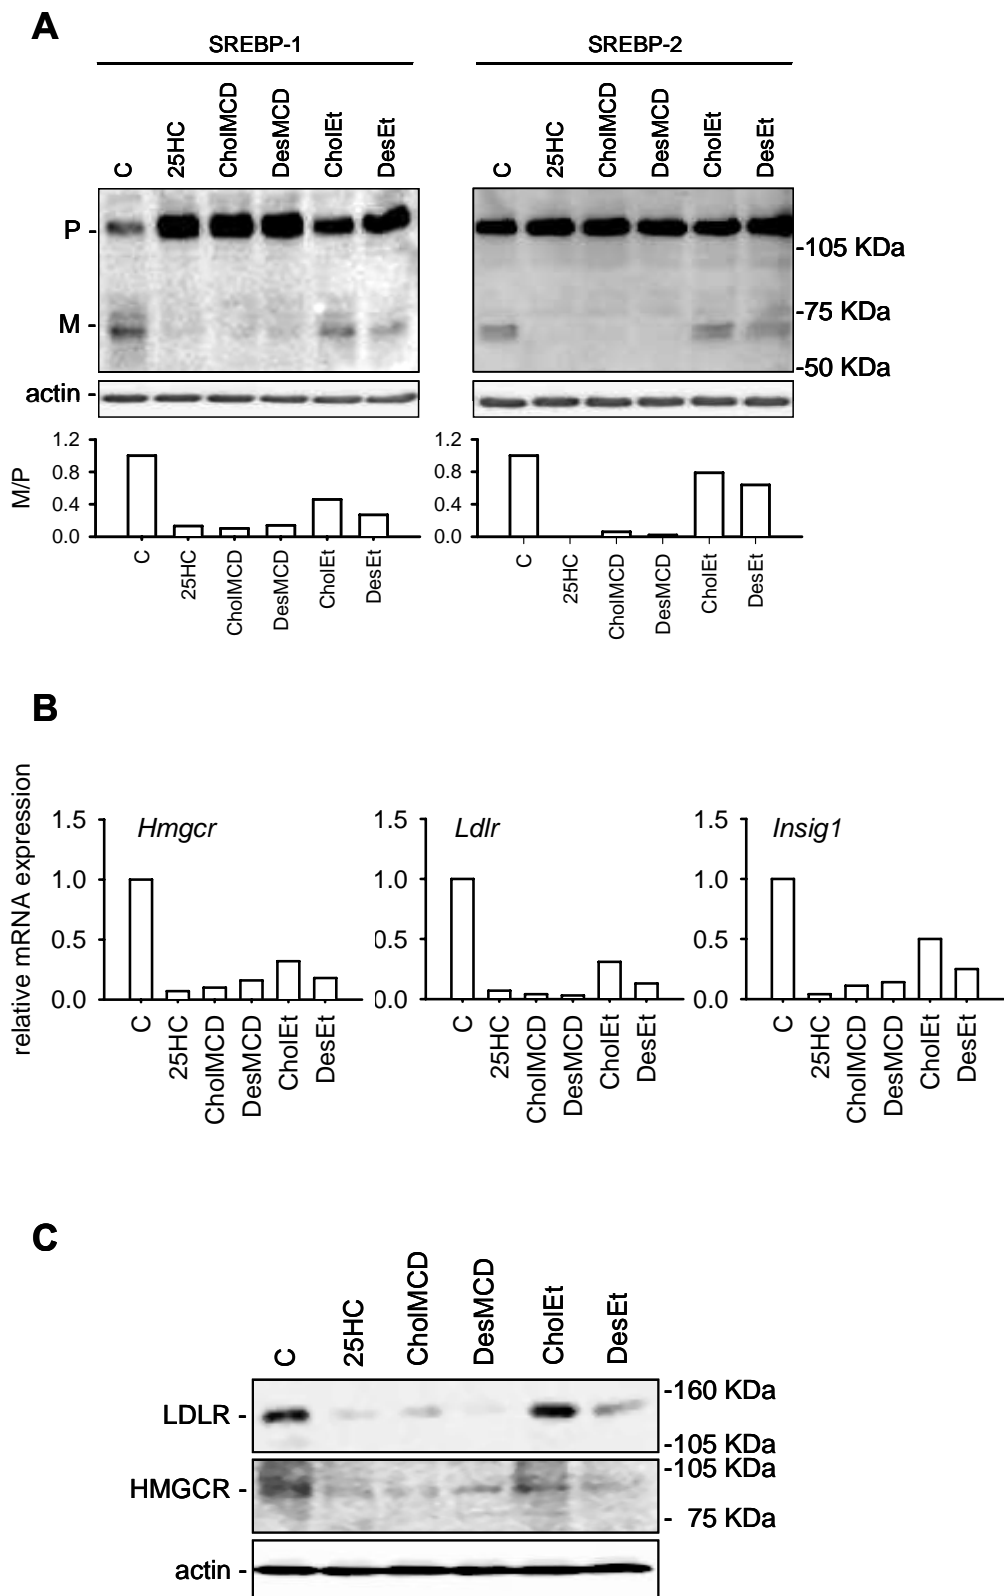 A
SREBP-1
SREBP-2
C
25HC
CholMCD
DesMCD
CholEt
DesEt
C
25HC
CholMCD
DesMCD
CholEt
DesEt
P -
M -
-105 KDa
-75 KDa
-50 KDa
actin -
M/P
1.2
0.8
0.4
0.0
C
25HC
CholMCD
DesMCD
CholEt
DesEt
1.2
0.8
0.4
0.0
C
25HC
CholMCD
DesMCD
CholEt
DesEt
B
relative mRNA expression
1.5
1.0
0.5
0.0
Hmgcr
C
25HC
CholMCD
DesMCD
CholEt
DesEt
1.5
1.0
0.5
0.0
Ldlr
C
25HC
CholMCD
DesMCD
CholEt
DesEt
1.5
1.0
0.5
0.0
Insig1
C
25HC
CholMCD
DesMCD
CholEt
DesEt
C
C
25HC
CholMCD
DesMCD
CholEt
DesEt
LDLR -
-160 KDa
-105 KDa
HMGCR -
-105 KDa
- 75 KDa
actin -